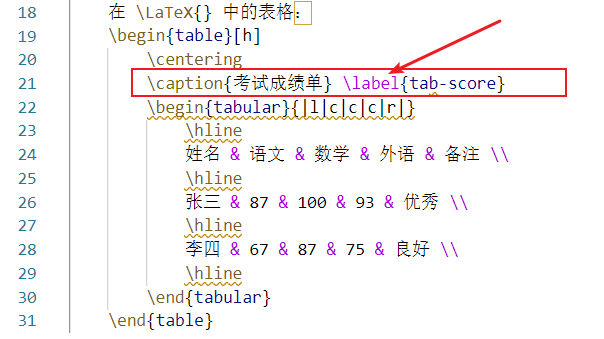 18 在 \LaTeX{} 中的表格：
19 \begin{table}[h]
20 \centering
21 \caption{考试成绩单} \label{tab-score}
22 \begin{tabular}{|l|c|c|c|r|}
23 \hline
24 姓名 & 语文 & 数学 & 外语 & 备注 \\
25 \hline
26 张三 & 87 & 100 & 93 & 优秀 \\
27 \hline
28 李四 & 67 & 87 & 75 & 良好 \\
29 \hline
30 \end{tabular}
31 \end{table}